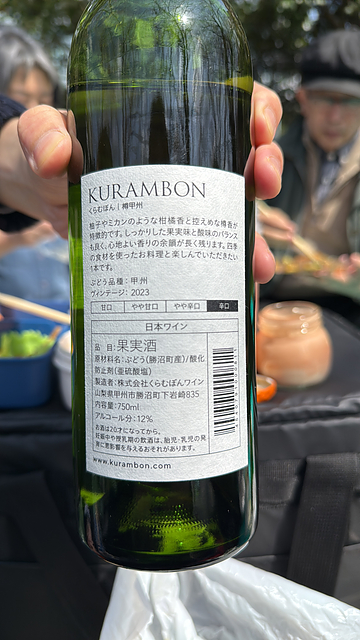 KURAMBON
くらむぼん｜樽甲州
柚子やミカンのような柑橘香と控えめな樽香が
特徴的です。しっかりした果実味と酸味のバランス
も良く、心地よい香りの余韻が長く残ります。四季
の食材を使ったお料理と楽しんでいただきたい
1本です。
ぶどう品種：甲州
ヴィンテージ：2023
甘口 やや甘口 やや辛口 辛口
日本ワイン
品 目：果実酒
原材料名：ぶどう(勝沼町産)/酸化
防止剤(亜硫酸塩)
製造者：株式会社くらむぼんワイン
山梨県甲州市勝沼町下岩崎835
内容量：750ml
アルコール分：12%
お酒は20才になってから。
妊娠中や授乳期の飲酒は、胎児・乳児の発
育に悪影響を与えるおそれがあります。
www.kurambon.com